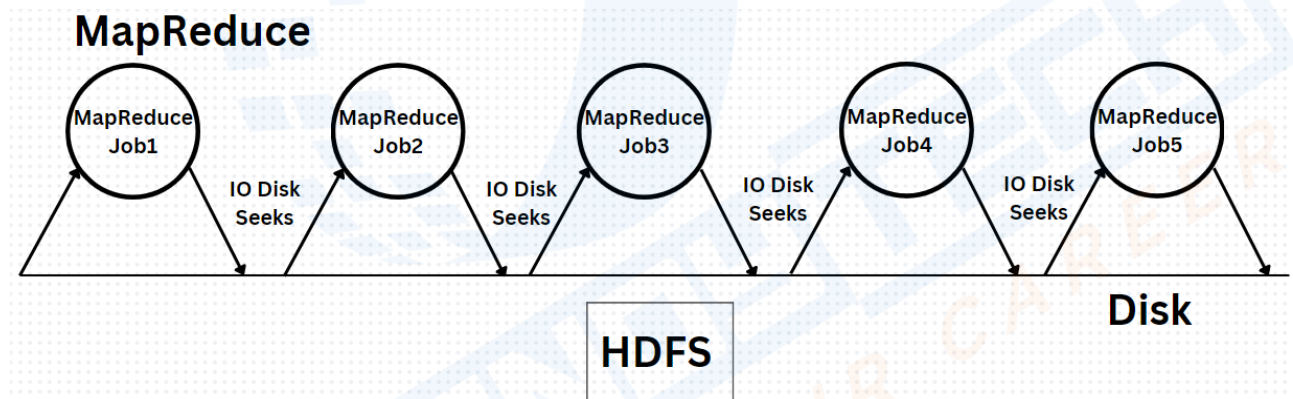 MapReduce
MapReduce
Job1
MapReduce
Job2
MapReduce
Job3
MapReduce
Job4
MapReduce
Job5
IO Disk
Seeks
IO Disk
Seeks
IO Disk
Seeks
IO Disk
Seeks
Disk
HDFS
CAREER